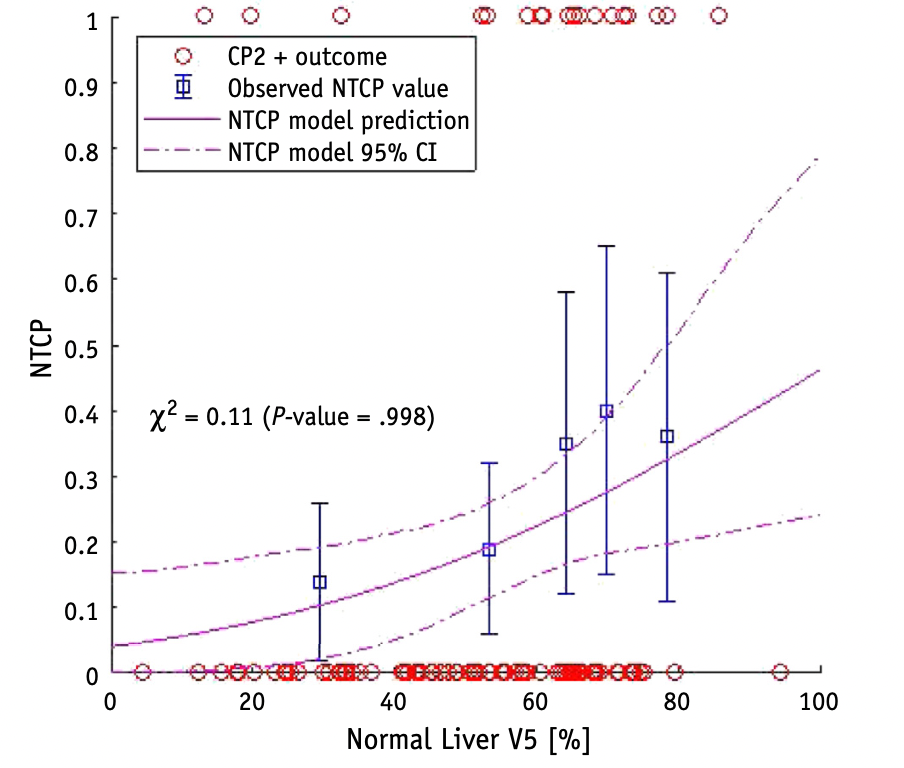 1
0.9
0.8
0.7
0.6
0.5
0.4
0.3
0.2
0.1
0
NTCP
CP2 + outcome
Observed NTCP value
NTCP model prediction
NTCP model 95% CI
χ² = 0.11 (P-value = .998)
0 20 40 60 80 100
Normal Liver V5 [%]